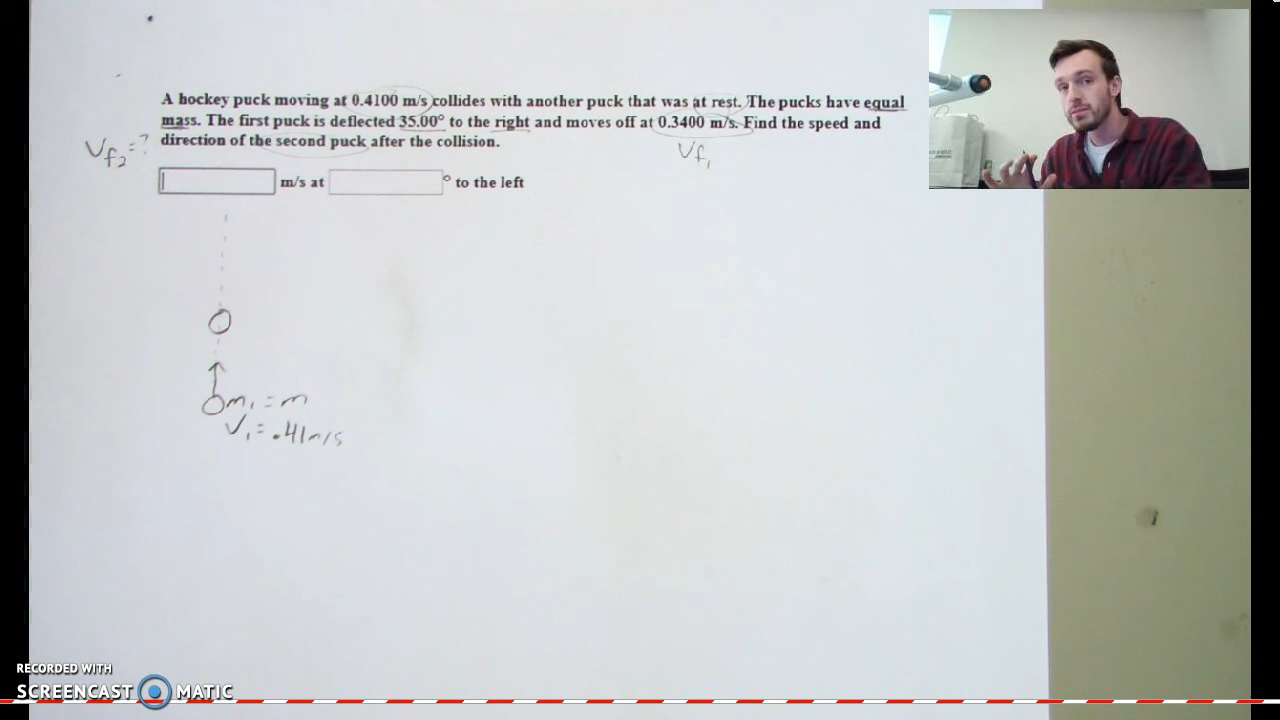 A hockey puck moving at 0.4100 m/s collides with another puck that was at rest. The pucks have equal
mass. The first puck is deflected 35.00° to the right and moves off at 0.3400 m/s. Find the speed and
direction of the second puck after the collision.
Vf2=?
Vf1
m/s at ° to the left
m1 = m
V1 = .41m/s
RECORDED WITH
SCREENCAST MATIC